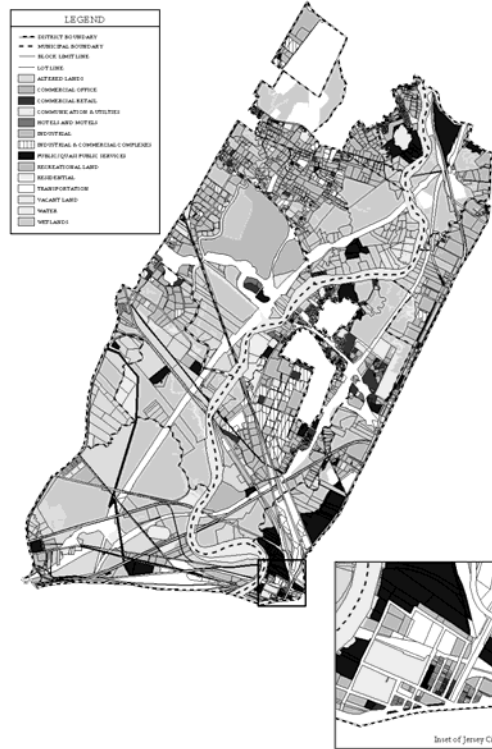 LEGEND
DISTRICT BOUNDARY
MUNICIPAL BOUNDARY
BLOCK LIMIT LINE
LOT LINE
ALTERED LANDS
COMMERCIAL OFFICE
COMMERCIAL RETAIL
COMMUNICATION & UTILITIES
HOTELS AND MOTELS
INDUSTRIAL
INDUSTRIAL & COMMERCIAL COMPLEXES
PUBLIC/QUASI PUBLIC SERVICES
RECREATIONAL LAND
RESIDENTIAL
TRANSPORTATION
VACANT LAND
WATER
WETLANDS
Inset of Jersey C